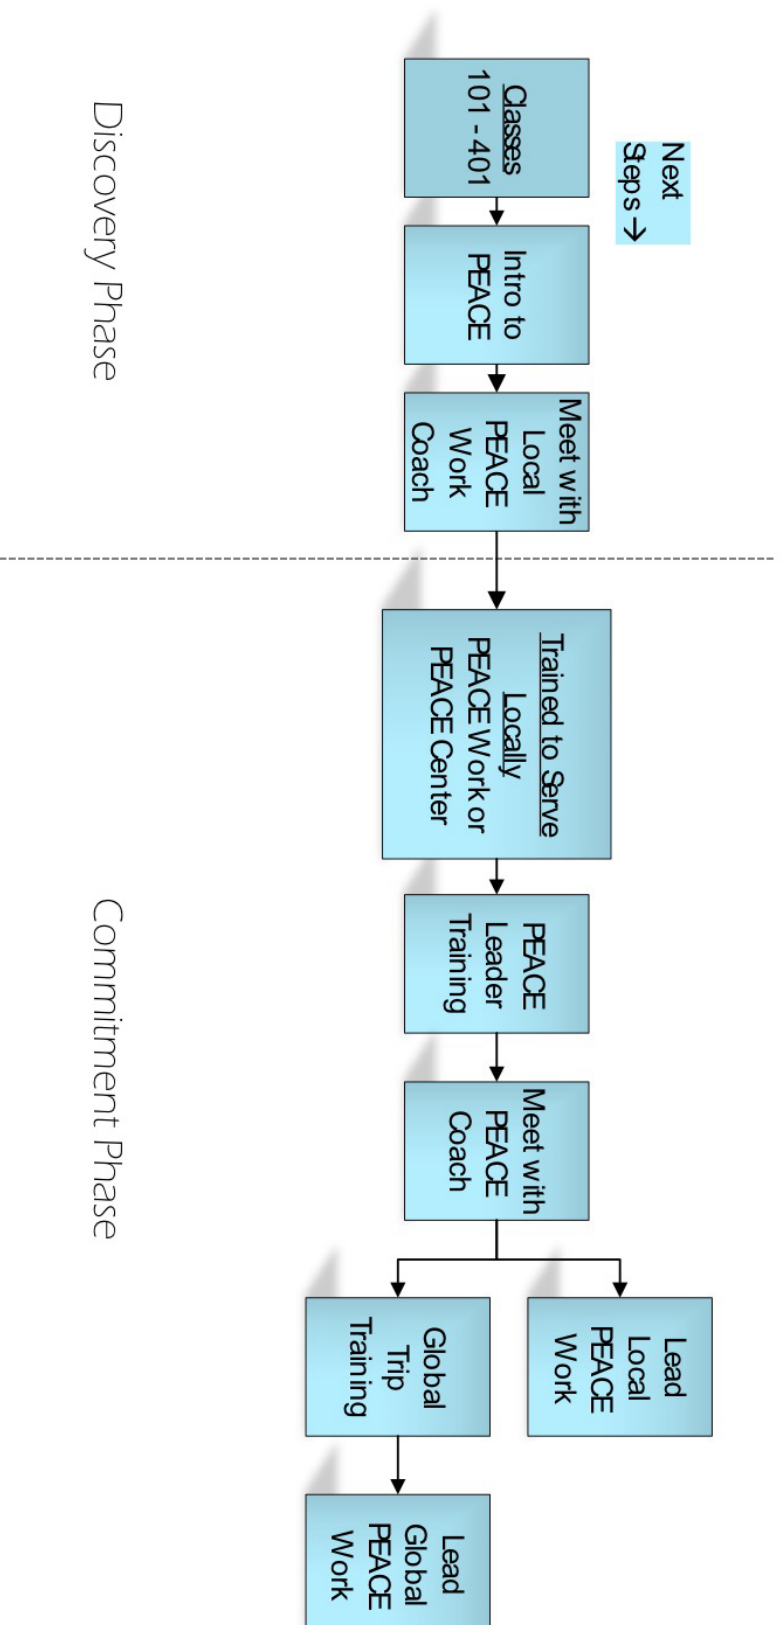 Next
Steps →
Classes
101 - 401
Intro to
PEACE
Meet with
Local
PEACE
Work
Coach
Trained to Serve
Locally
PEACE Work or
PEACE Center
PEACE
Leader
Training
Meet with
PEACE
Coach
Lead
Local
PEACE
Work
Global
Trip
Training
Lead
Global
PEACE
Work
Discovery Phase
Commitment Phase